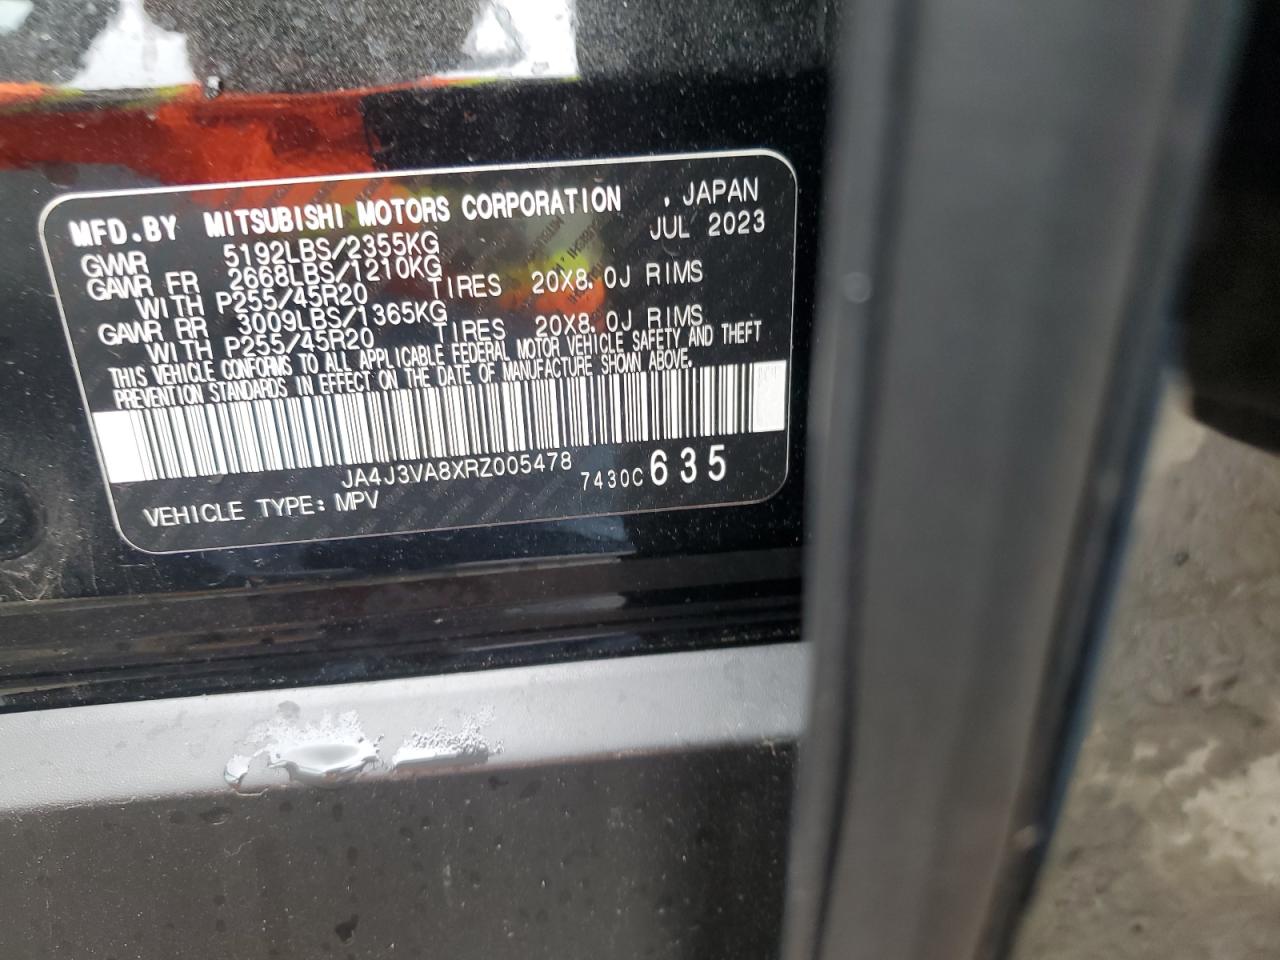 MFD.BY MITSUBISHI MOTORS CORPORATION , JAPAN
GVWR 5192LBS/2355KG JUL 2023
GAWR FR 2668LBS/1210KG
WITH P255/45R20 TIRES 20X8.0J RIMS
GAWR RR 3009LBS/1365KG
WITH P255/45R20 TIRES 20X8.0J RIMS
THIS VEHICLE CONFORMS TO ALL APPLICABLE FEDERAL MOTOR VEHICLE SAFETY AND THEFT
PREVENTION STANDARDS IN EFFECT ON THE DATE OF MANUFACTURE SHOWN ABOVE.
JA4J3VA8XRZ005478 7430C 635
VEHICLE TYPE: MPV